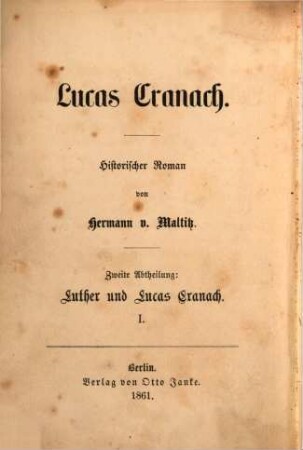 Lucas Cranach.
Historischer Roman
von
Hermann v. Maltitz.
Zweite Abtheilung:
Luther und Lucas Cranach.
I.
Berlin.
Verlag von Otto Janke.
1861.